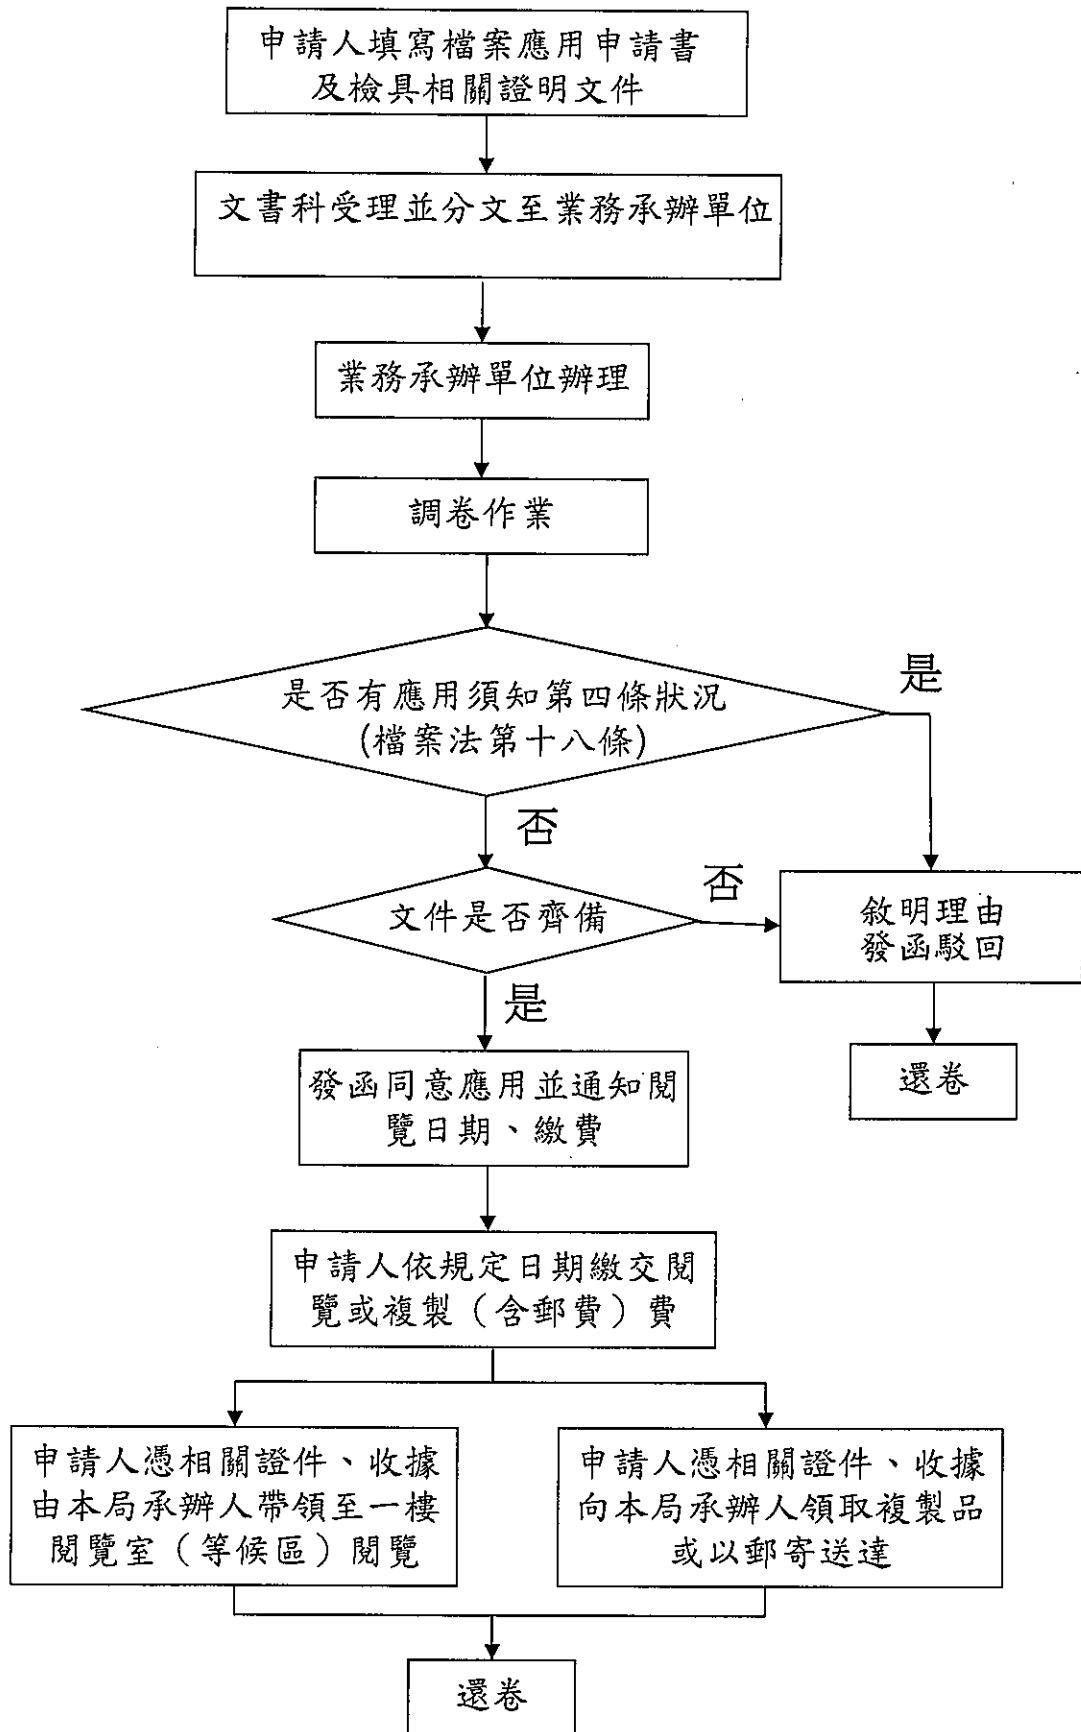 申請人填寫檔案應用申請書
及檢具相關證明文件
文書科受理並分文至業務承辦單位
業務承辦單位辦理
調卷作業
是否有應用須知第四條狀況
(檔案法第十八條)
是
否
文件是否齊備
否
敘明理由
發函駁回
是
還卷
發函同意應用並通知閱
覽日期、繳費
申請人依規定日期繳交閱
覽或複製（含郵費）費
申請人憑相關證件、收據
由本局承辦人帶領至一樓
閱覽室（等候區）閱覽
申請人憑相關證件、收據
向本局承辦人領取複製品
或以郵寄送達
還卷